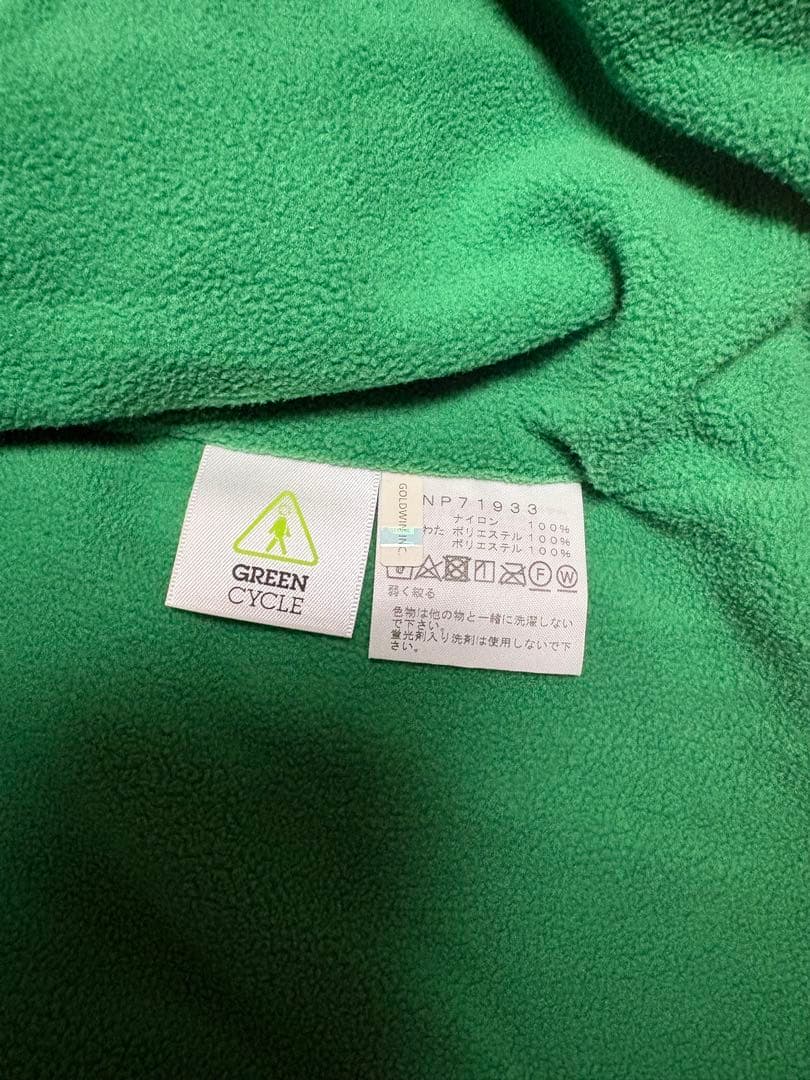 GREEN
CYCLE
GOLDWIN INC.
NP71933
ナイロン 100%
わた ポリエステル 100%
ポリエステル 100%
F W
弱く絞る
色物は他の物と一緒に洗濯しない
で下さい。
蛍光剤入り洗剤は使用しないで下
さい。